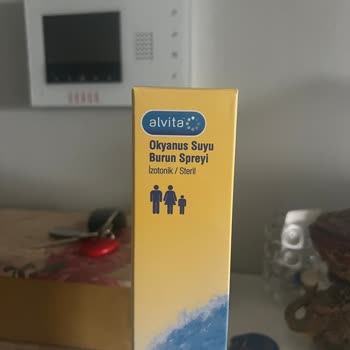 alvita
Okyanus Suyu
Burun Spreyi
İzotonik / Steril